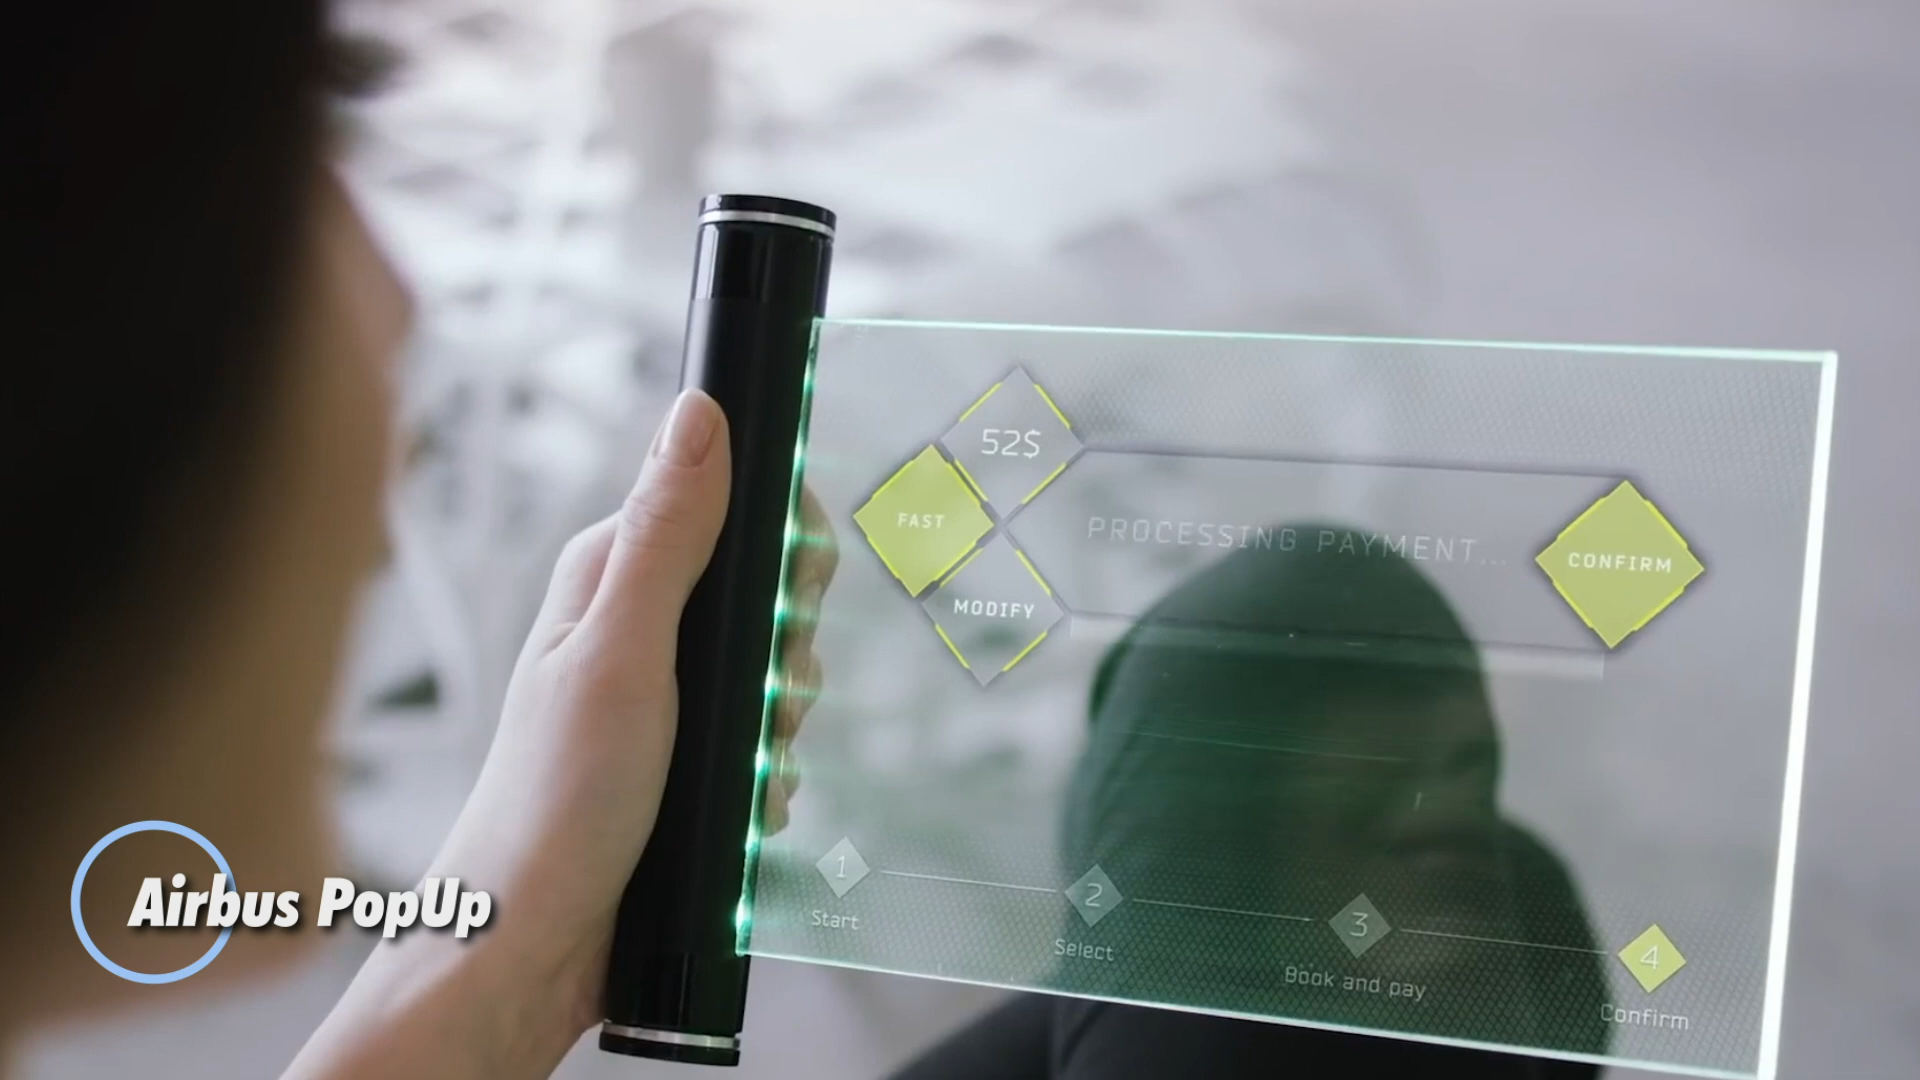 52$
FAST
PROCESSING PAYMENT...
CONFIRM
MODIFY
1
Start
2
Select
3
Book and pay
4
Confirm
Airbus PopUp